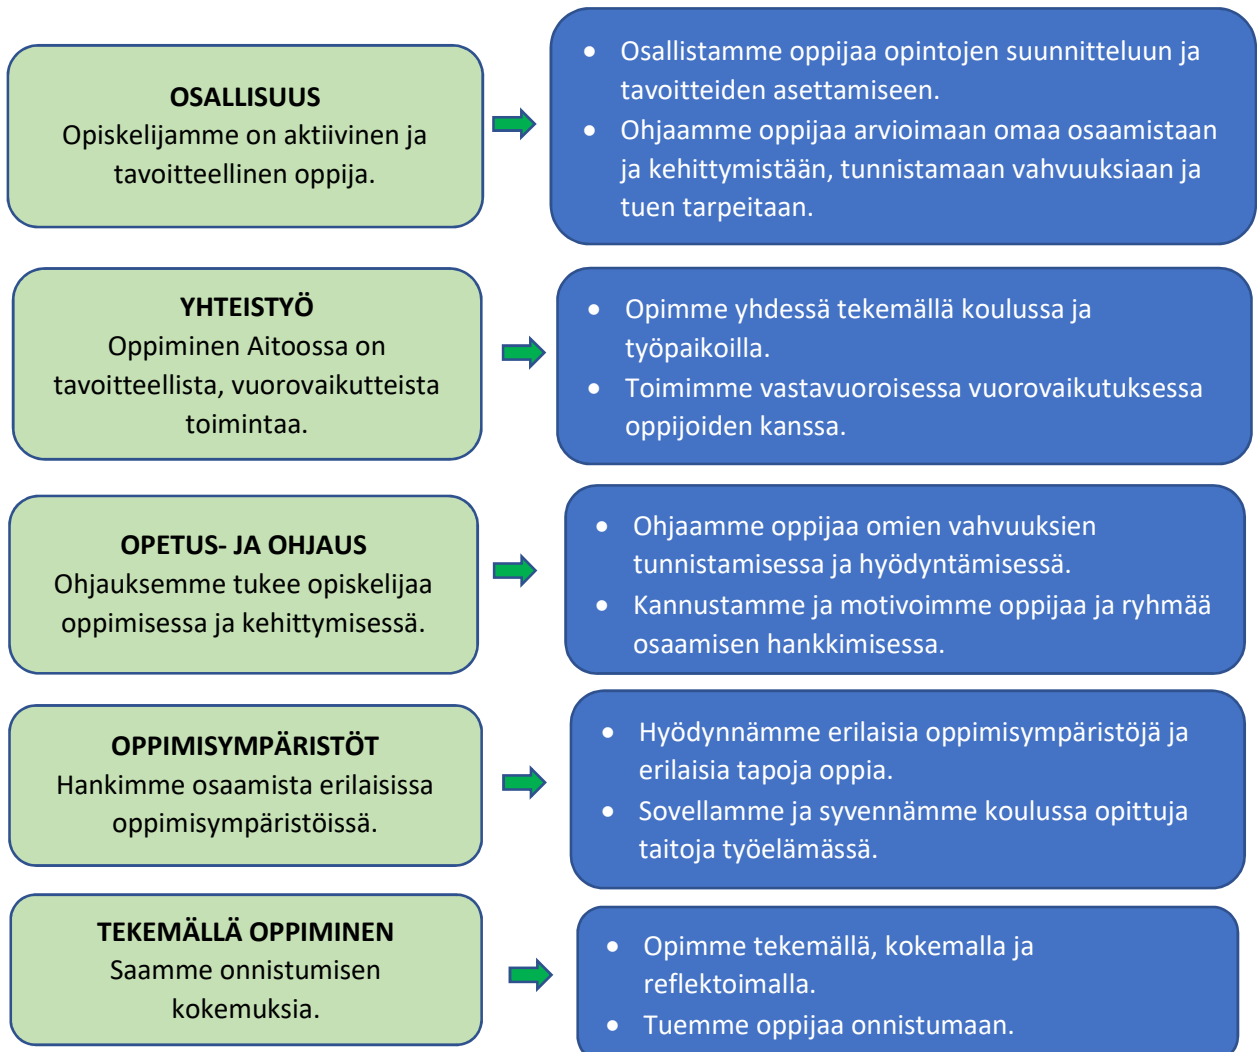 OSALLISUUS
Opiskelijamme on aktiivinen ja
tavoitteellinen oppija.
• Osallistamme oppijaa opintojen suunnitteluun ja
tavoitteiden asettamiseen.
• Ohjaamme oppijaa arvioimaan omaa osaamistaan
ja kehittymistään, tunnistamaan vahvuuksiaan ja
tuen tarpeitaan.
YHTEISTYÖ
Oppiminen Aitoossa on
tavoitteellista, vuorovaikutteista
toimintaa.
• Opimme yhdessä tekemällä koulussa ja
työpaikoilla.
• Toimimme vastavuoroisessa vuorovaikutuksessa
oppijoiden kanssa.
OPETUS- JA OHJAUS
Ohjauksemme tukee opiskelijaa
oppimisessa ja kehittymisessä.
• Ohjaamme oppijaa omien vahvuuksien
tunnistamisessa ja hyödyntämisessä.
• Kannustamme ja motivoimme oppijaa ja ryhmää
osaamisen hankkimisessa.
OPPIMISYMPÄRISTÖT
Hankimme osaamista erilaisissa
oppimisympäristöissä.
• Hyödynnämme erilaisia oppimisympäristöjä ja
erilaisia tapoja oppia.
• Sovellamme ja syvennämme koulussa opittuja
taitoja työelämässä.
TEKEMÄLLÄ OPPIMINEN
Saamme onnistumisen
kokemuksia.
• Opimme tekemällä, kokemalla ja
reflektoimalla.
• Tuemme oppijaa onnistumaan.